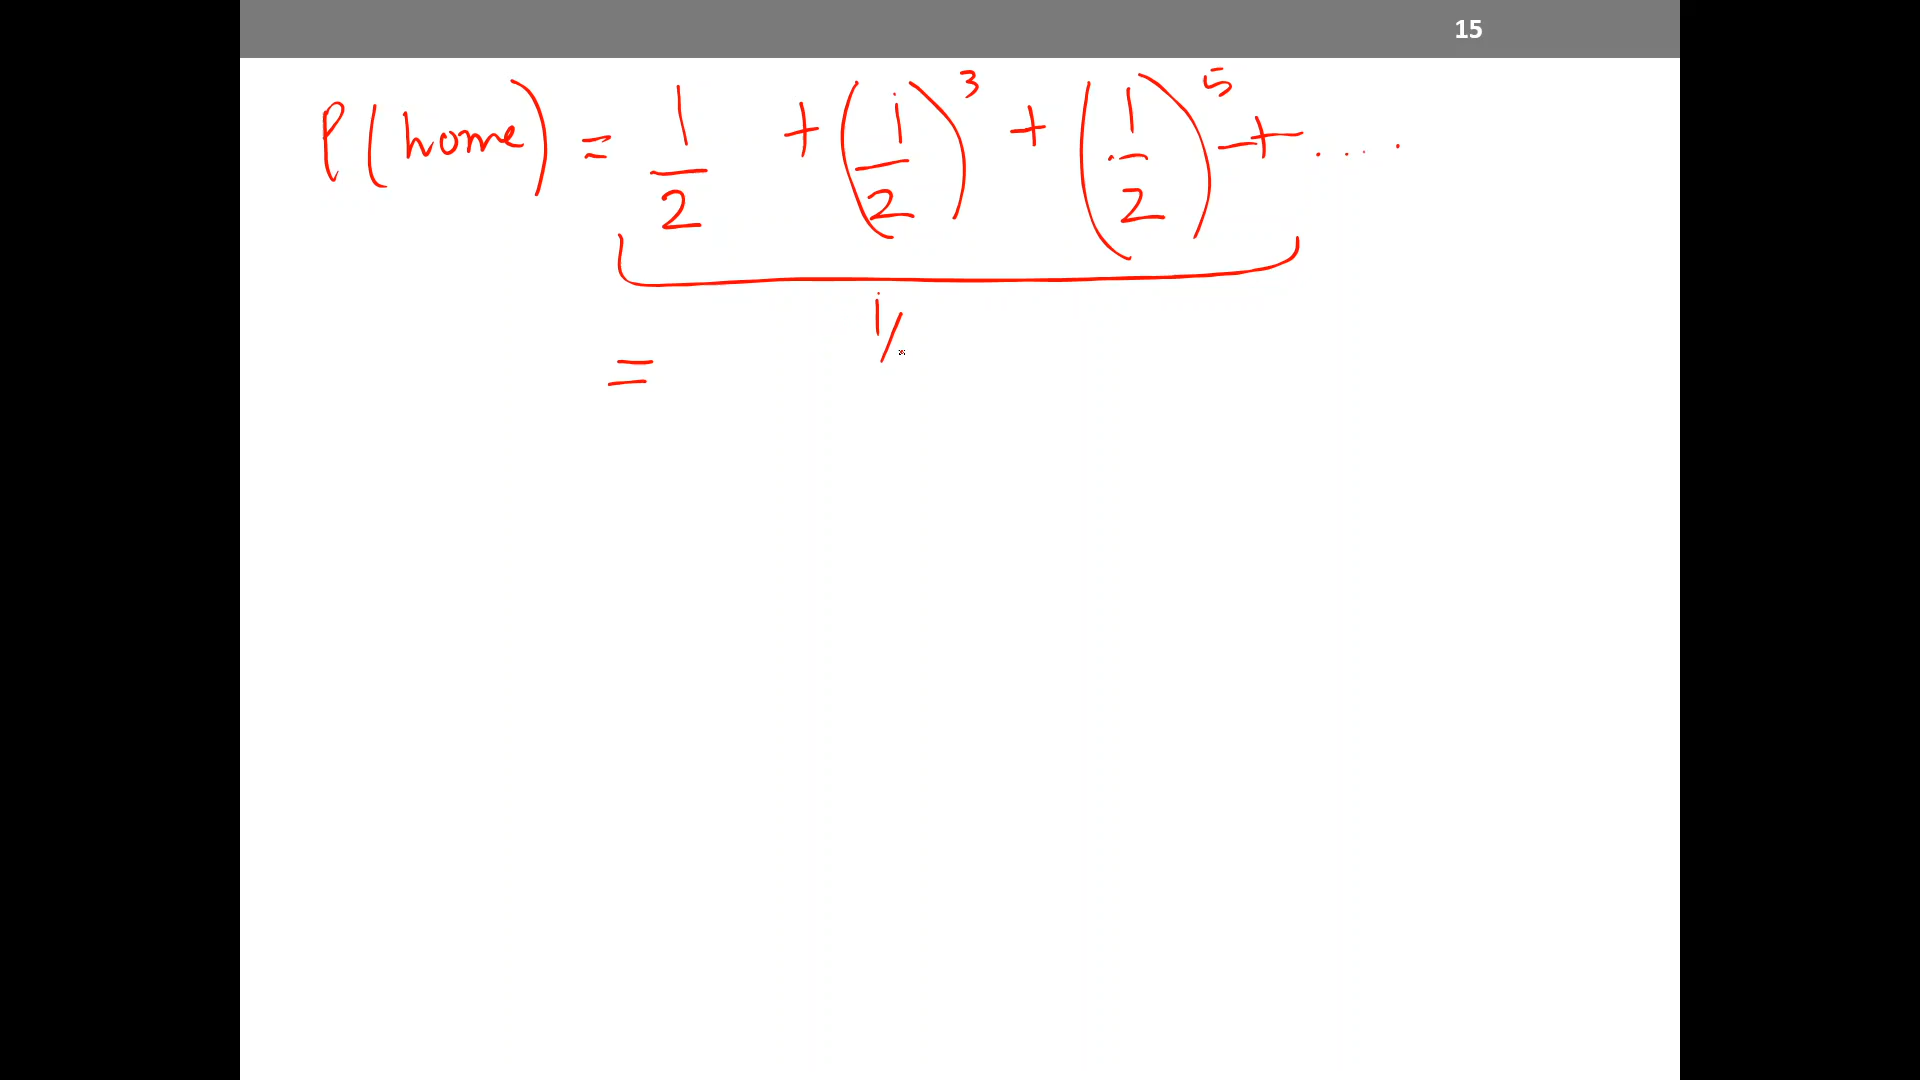 15
P(home) = 1/2 + (1/2)^3 + (1/2)^5 + ....
1/
=